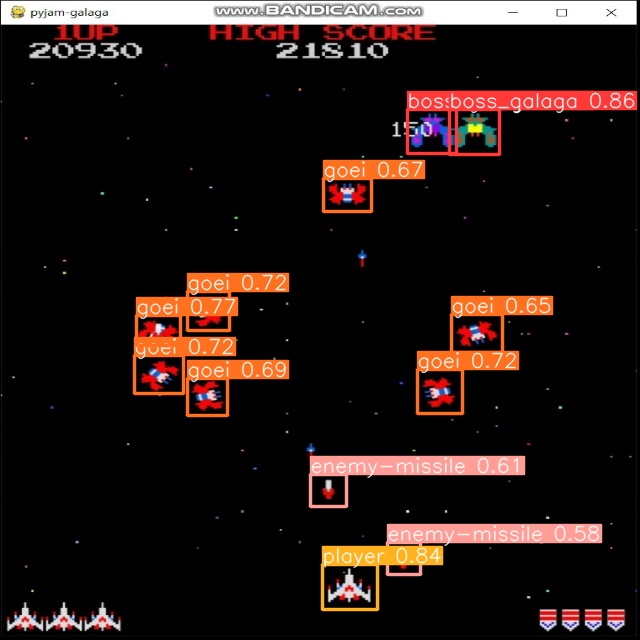 pyjam-galaga
www.BANDICAM.com
1UP HIGH SCORE
20930 21810
boss boss_galaga 0.86
150
goei 0.67
goei 0.72
goei 0.77
goei 0.65
goei 0.72
goei 0.72
goei 0.69
enemy-missile 0.61
enemy-missile 0.58
player 0.84